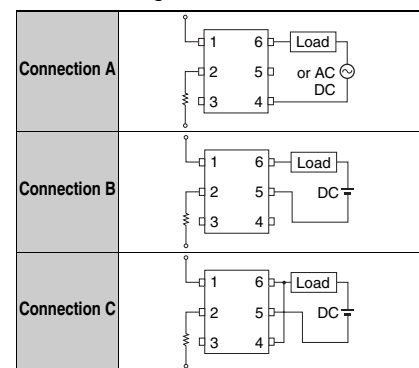 Connection A
1 6 Load
2 5 or AC
DC
3 4
Connection B
1 6 Load
2 5 DC
3 4
Connection C
1 6 Load
2 5 DC
3 4